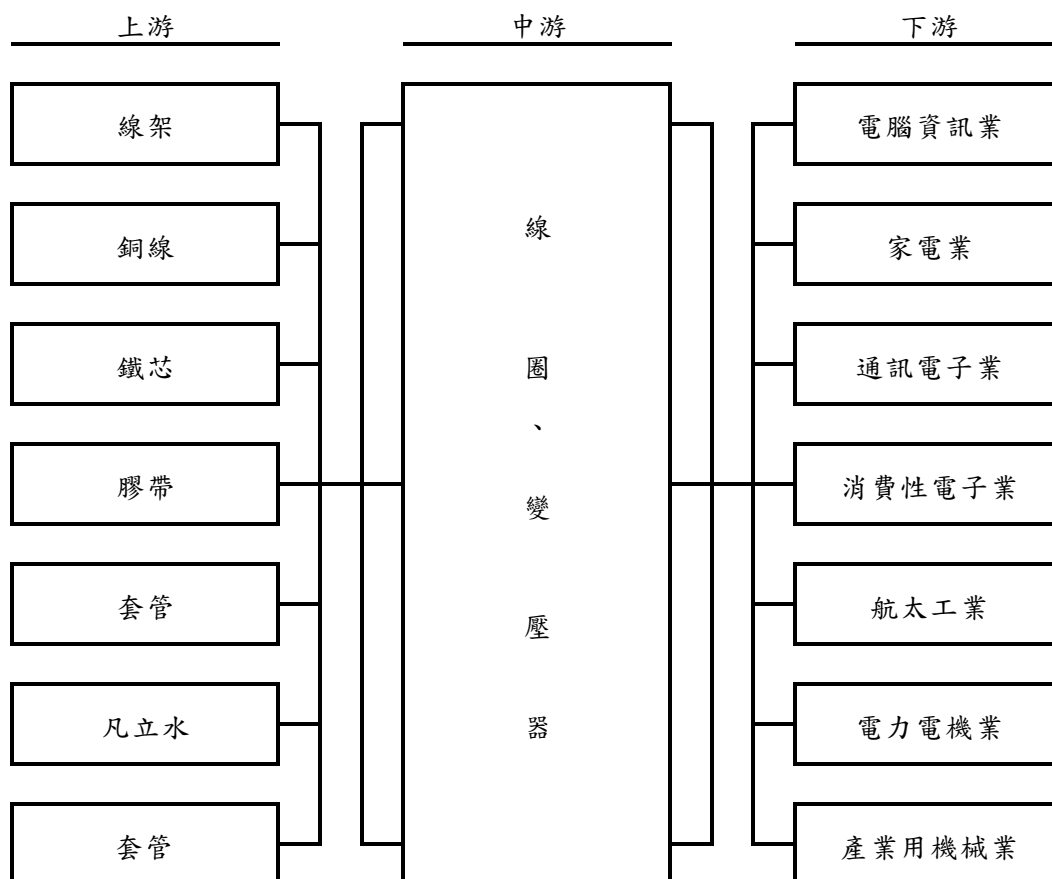 上游
中游
下游
線架
銅線
鐵芯
膠帶
套管
凡立水
套管
線圈、變壓器
電腦資訊業
家電業
通訊電子業
消費性電子業
航太工業
電力電機業
產業用機械業